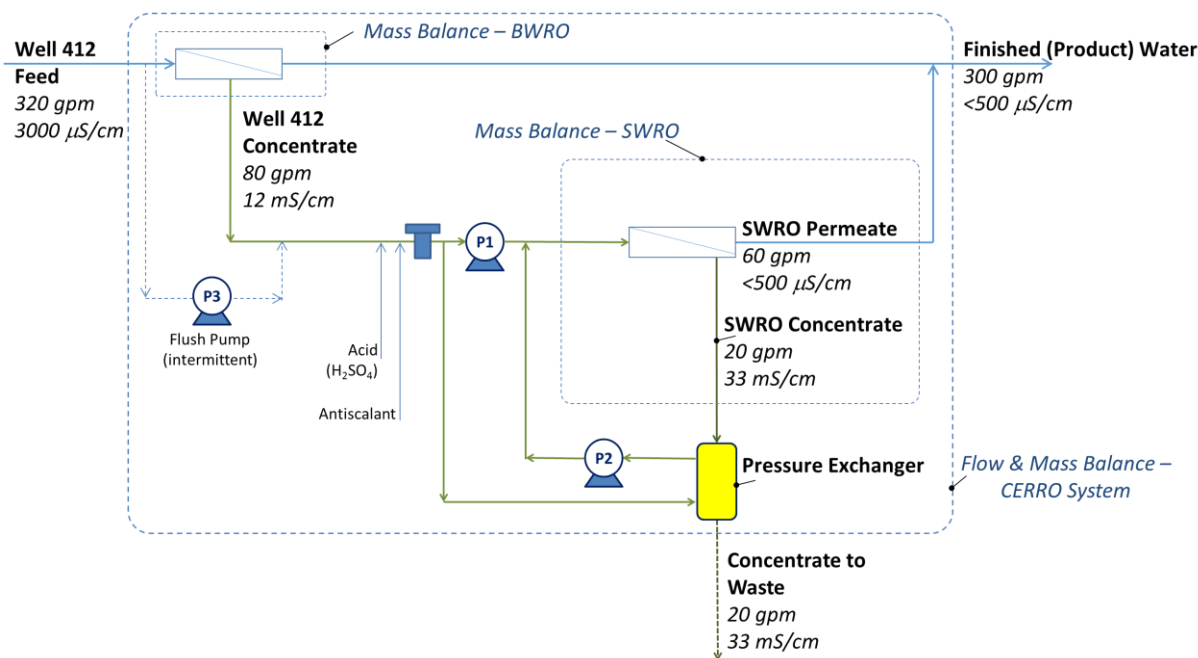 Mass Balance – BWRO
Well 412
Feed
320 gpm
3000 μS/cm
Finished (Product) Water
300 gpm
<500 μS/cm
Well 412
Concentrate
80 gpm
12 mS/cm
Mass Balance – SWRO
P1
SWRO Permeate
60 gpm
<500 μS/cm
P3
Flush Pump
(intermittent)
Acid
(H₂SO₄)
Antiscalant
SWRO Concentrate
20 gpm
33 mS/cm
P2
Pressure Exchanger
Flow & Mass Balance –
CERRO System
Concentrate to
Waste
20 gpm
33 mS/cm